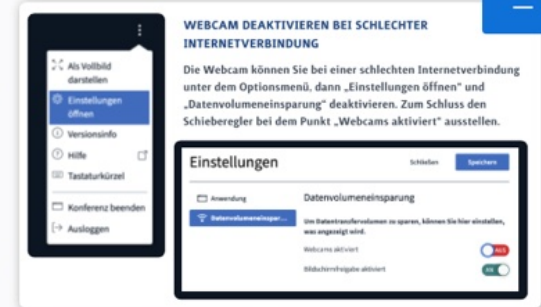 WEBCAM DEAKTIVIEREN BEI SCHLECHTER
INTERNETVERBINDUNG
Die Webcam können Sie bei einer schlechten Internetverbindung
unter dem Optionsmenü, dann „Einstellungen öffnen" und
„Datenvolumeneinsparung" deaktivieren. Zum Schluss den
Schieberegler bei dem Punkt „Webcams aktiviert" ausstellen.
Als Vollbild
darstellen
Einstellungen
öffnen
Versionsinfo
Hilfe
Tastaturkürzel
Konferenz beenden
Ausloggen
Einstellungen
Schließen
Speichern
Anwendung
Datenvolumeneinspar...
Datenvolumeneinsparung
Um Datentransfervolumen zu sparen, können Sie hier einstellen,
was angezeigt wird.
Webcams aktiviert
AUS
Bildschirmfreigabe aktiviert
AN